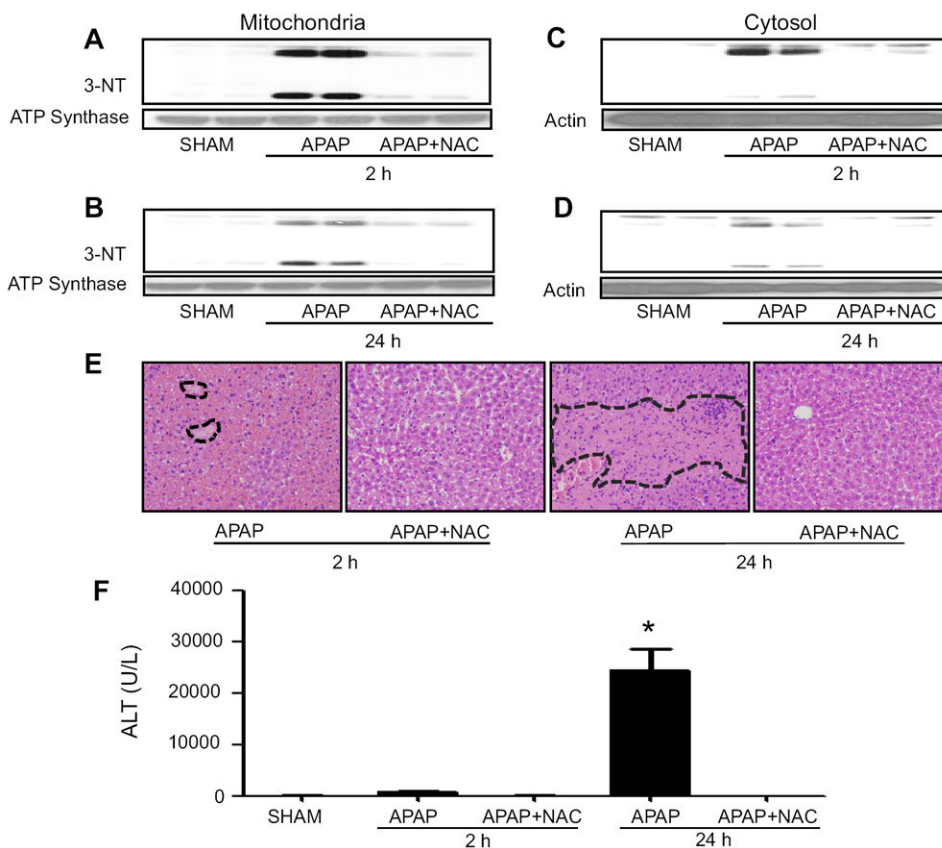 Mitochondria Cytosol
A
3-NT
ATP Synthase
SHAM APAP APAP+NAC
2 h
C
Actin
SHAM APAP APAP+NAC
2 h
B
3-NT
ATP Synthase
SHAM APAP APAP+NAC
24 h
D
Actin
SHAM APAP APAP+NAC
24 h
E
APAP APAP+NAC APAP APAP+NAC
2 h 24 h
F
ALT (U/L)
40000
30000
20000
10000
0
*
SHAM APAP APAP+NAC APAP APAP+NAC
2 h 24 h